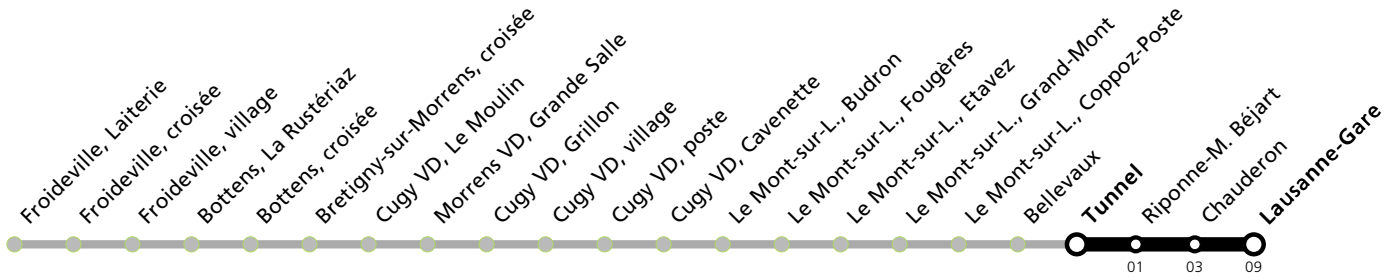 Froideville, Laiterie
Froideville, croisée
Froideville, village
Bottens, La Rustériaz
Bottens, croisée
Bretigny-sur-Morrens, croisée
Cugy VD, Le Moulin
Morrens VD, Grande Salle
Cugy VD, Grillon
Cugy VD, village
Cugy VD, poste
Cugy VD, Cavenette
Le Mont-sur-L., Budron
Le Mont-sur-L., Fougères
Le Mont-sur-L., Etavez
Le Mont-sur-L., Grand-Mont
Le Mont-sur-L., Coppoz-Poste
Bellevaux
Tunnel
Riponne-M. Béjart
Chauderon
Lausanne-Gare
01 03 09